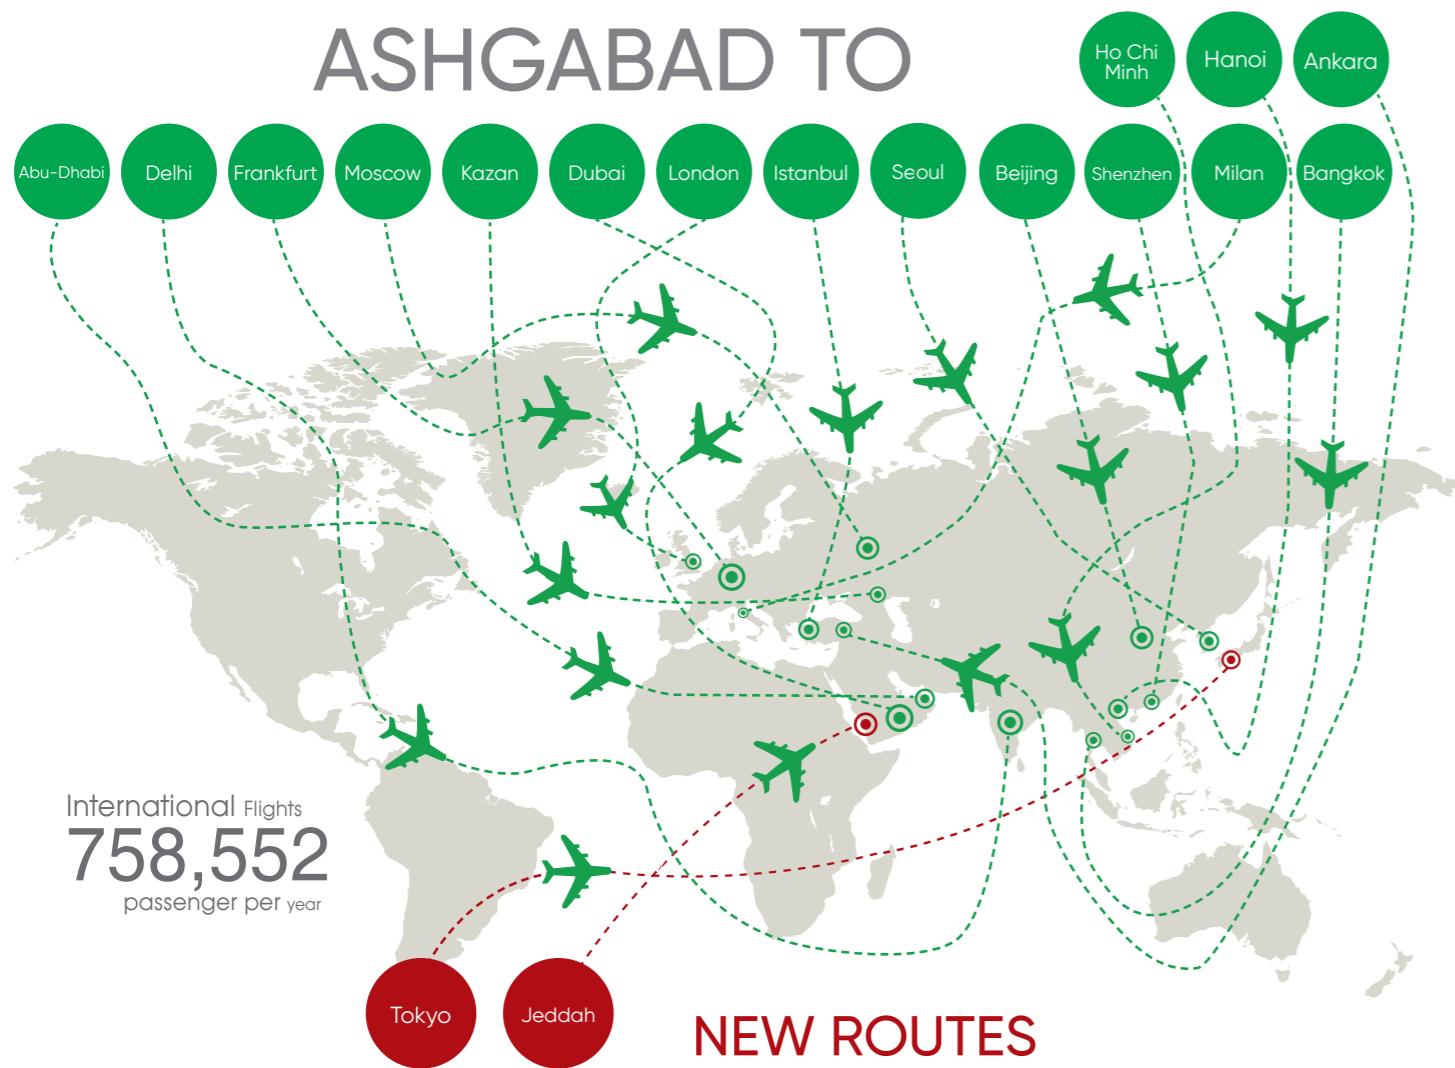 ASHGABAD TO
Ho Chi
Minh
Hanoi
Ankara
Abu-Dhabi
Delhi
Frankfurt
Moscow
Kazan
Dubai
London
Istanbul
Seoul
Beijing
Shenzhen
Milan
Bangkok
International Flights
758,552
passenger per year
Tokyo
Jeddah
NEW ROUTES